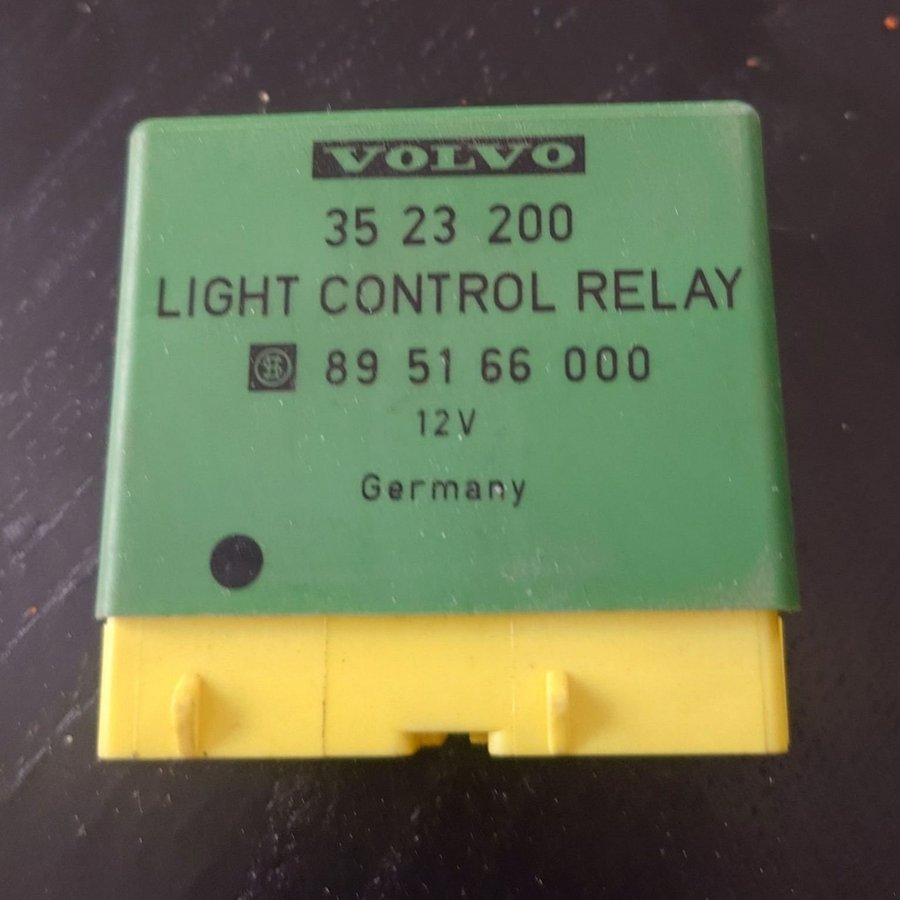 VOLVO
35 23 200
LIGHT CONTROL RELAY
89 51 66 000
12V
Germany